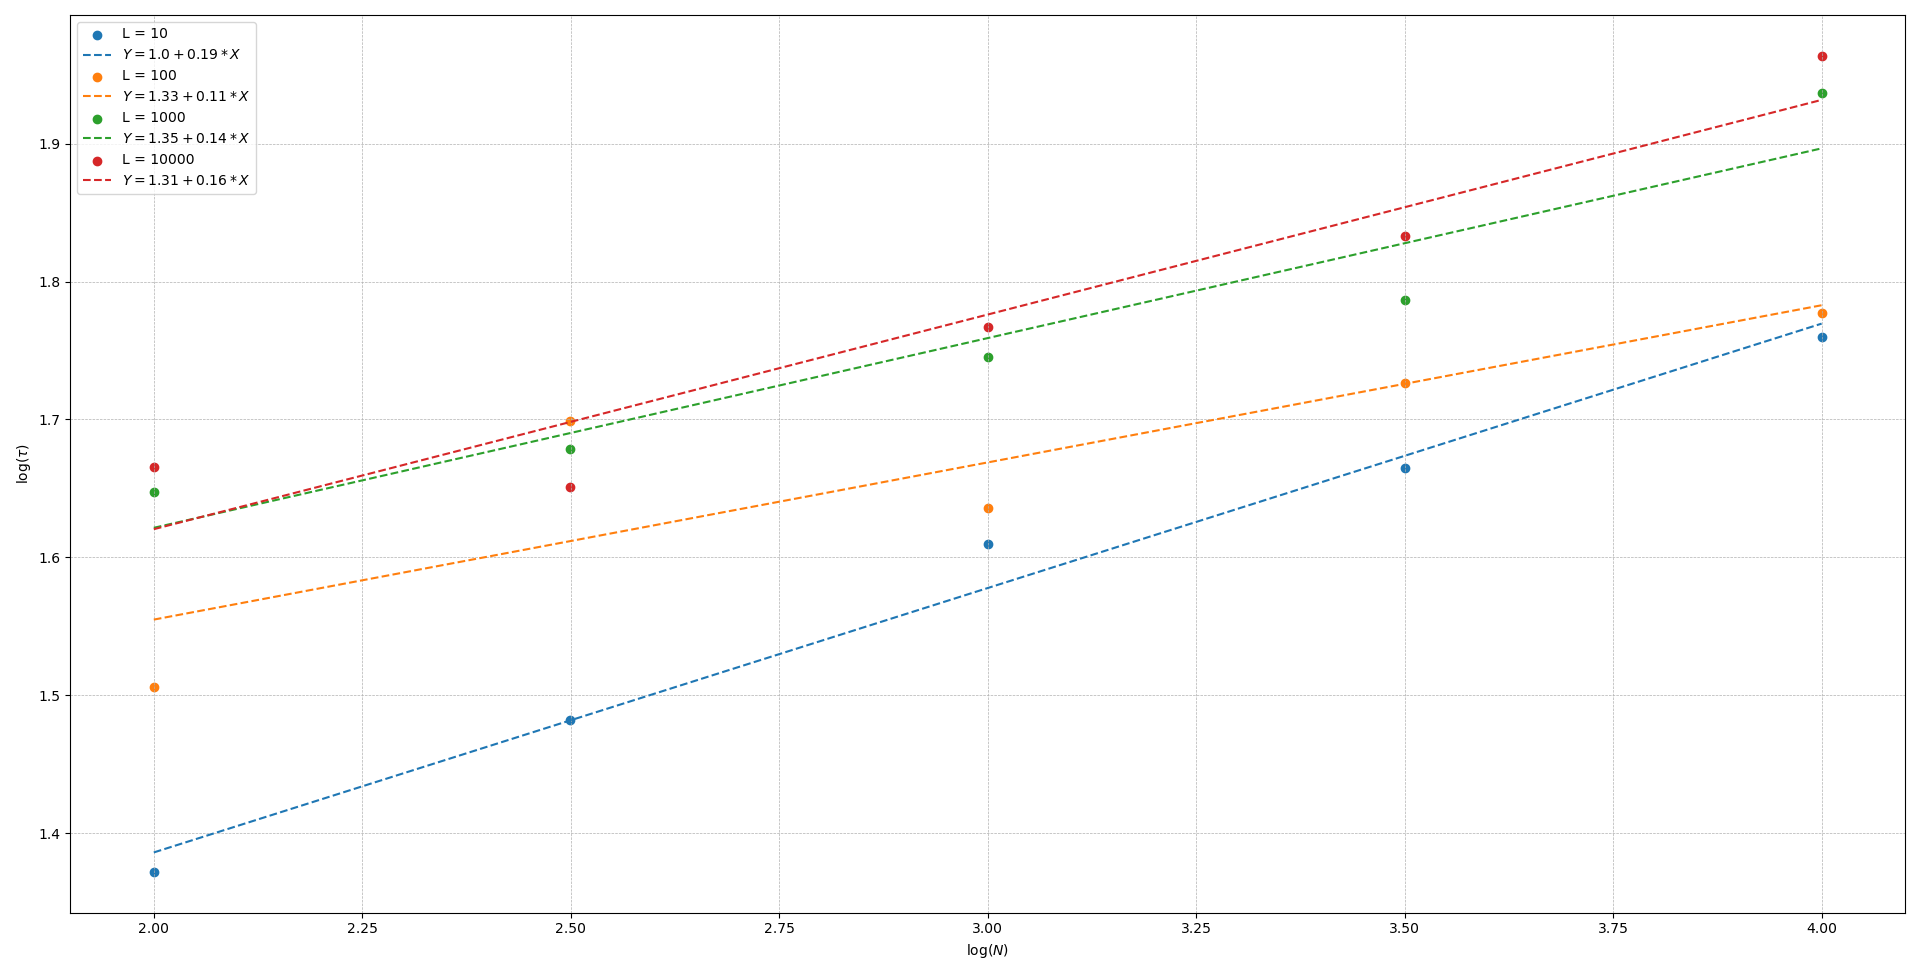 L = 10
Y = 1.0 + 0.19 * X
L = 100
Y = 1.33 + 0.11 * X
L = 1000
Y = 1.35 + 0.14 * X
L = 10000
Y = 1.31 + 0.16 * X
1.9
1.8
1.7
1.6
1.5
1.4
log(τ)
2.00 2.25 2.50 2.75 3.00 3.25 3.50 3.75 4.00
log(N)